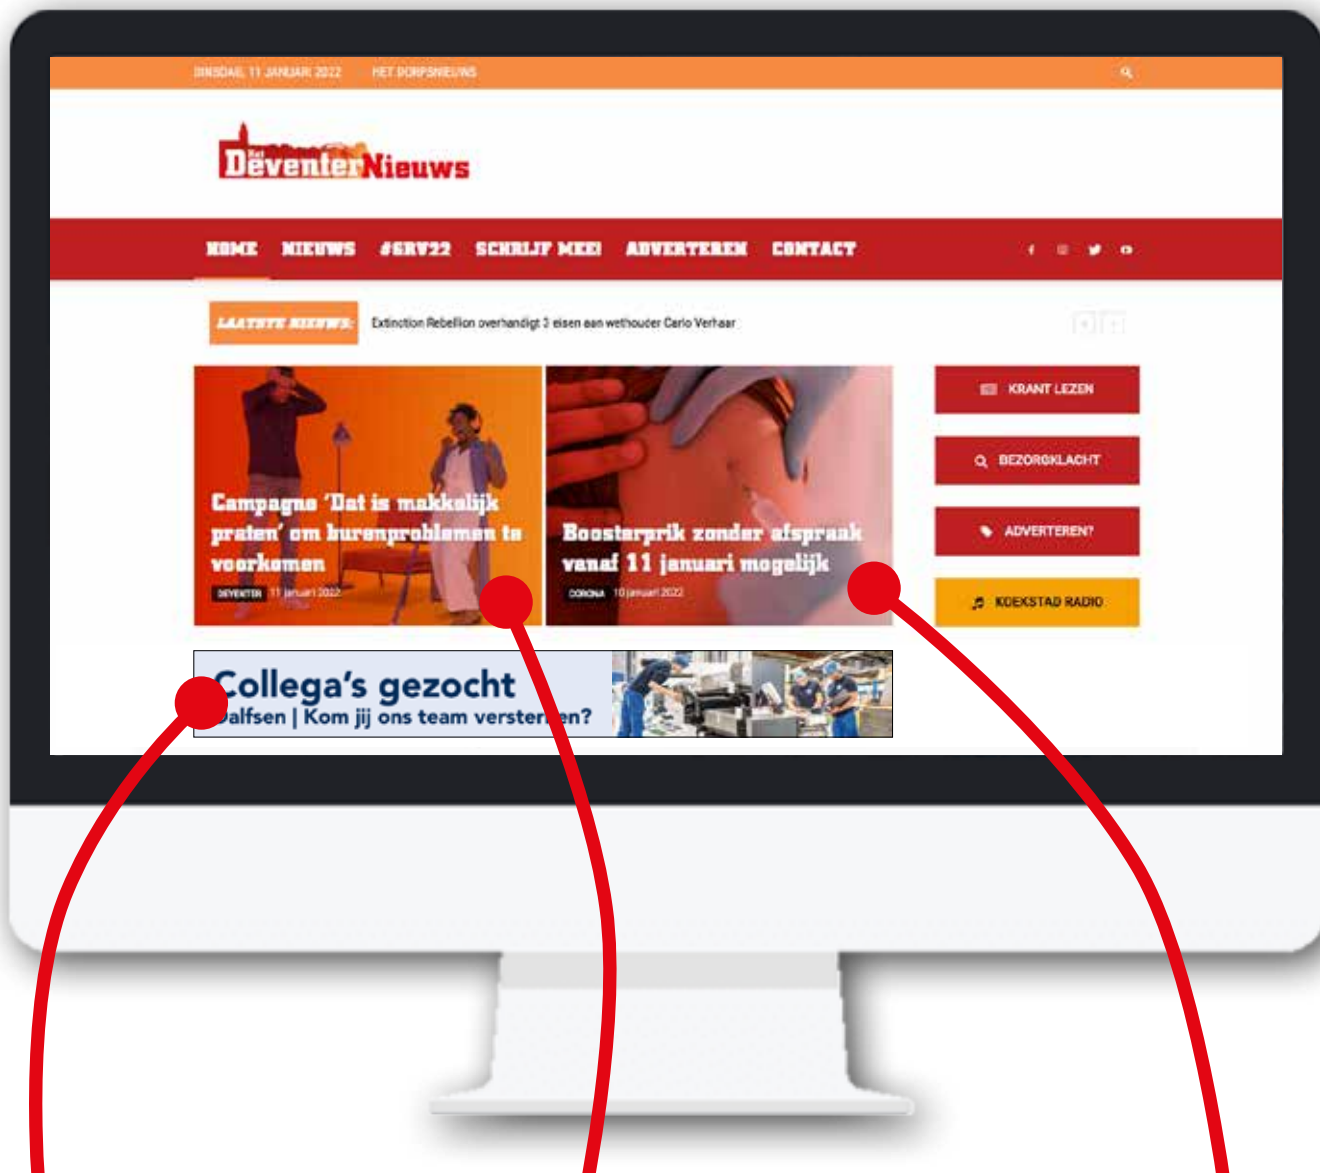 DINSDAG, 11 JANUARI 2022 HET DORPSNIEUWS
Het
DeventerNieuws
HOME NIEUWS #GRV22 SCHRIJF MEE! ADVERTEREN CONTACT
LAATSTE NIEUWS: Extinction Rebellion overhandigt 3 eisen aan wethouder Carlo Verhaar
Campagne ‘Dat is makkelijk
praten’ om burenproblemen te
voorkomen
DEVENTER 11 januari 2022
Boosterprik zonder afspraak
vanaf 11 januari mogelijk
CORONA 10 januari 2022
KRANT LEZEN
BEZORGKLACHT
ADVERTEREN?
KOEKSTAD RADIO
Collega's gezocht
Dalfsen | Kom jij ons team versterken?